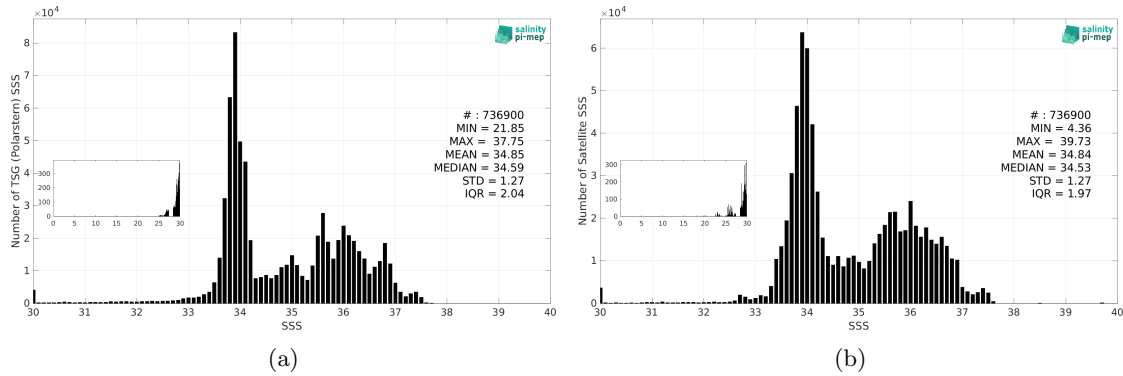 ×10⁴
8
7
6
5
4
3
2
1
0
Number of TSG (Polarstern) SSS
salinity
pi-mep
# : 736900
MIN = 21.85
MAX = 37.75
MEAN = 34.85
MEDIAN = 34.59
STD = 1.27
IQR = 2.04
300
200
100
0
0 5 10 15 20 25 30
30 31 32 33 34 35 36 37 38 39 40
SSS
(a)
×10⁴
6
5
4
3
2
1
0
Number of Satellite SSS
salinity
pi-mep
# : 736900
MIN = 4.36
MAX = 39.73
MEAN = 34.84
MEDIAN = 34.53
STD = 1.27
IQR = 1.97
300
200
100
0
0 5 10 15 20 25 30
30 31 32 33 34 35 36 37 38 39 40
SSS
(b)